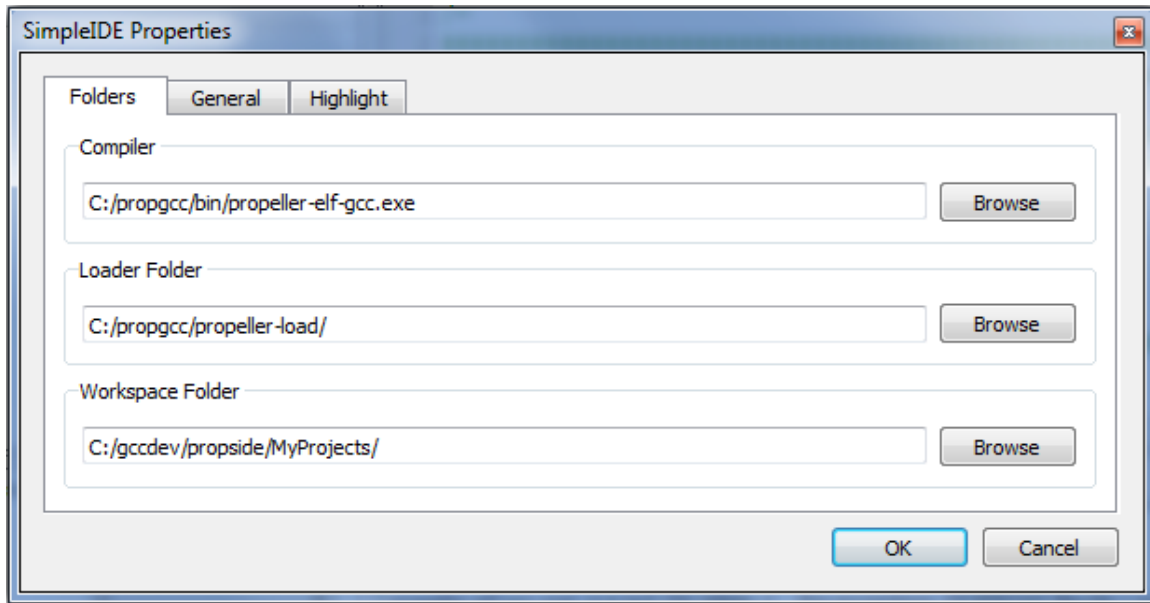 SimpleIDE Properties
Folders General Highlight
Compiler
C:/propgcc/bin/propeller-elf-gcc.exe Browse
Loader Folder
C:/propgcc/propeller-load/ Browse
Workspace Folder
C:/gccdev/propside/MyProjects/ Browse
OK Cancel